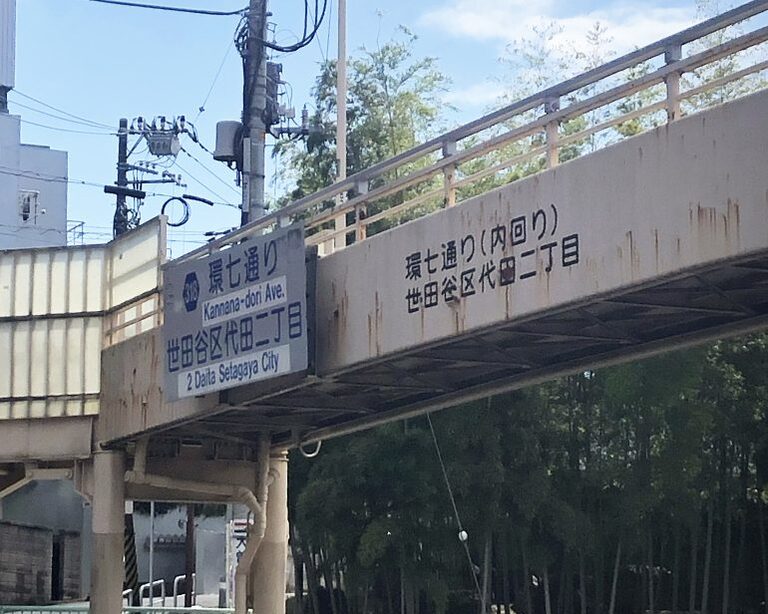 318
環七通り
Kannana-dori Ave.
世田谷区代田二丁目
2 Daita Setagaya City
環七通り(内回り)
世田谷区代田二丁目